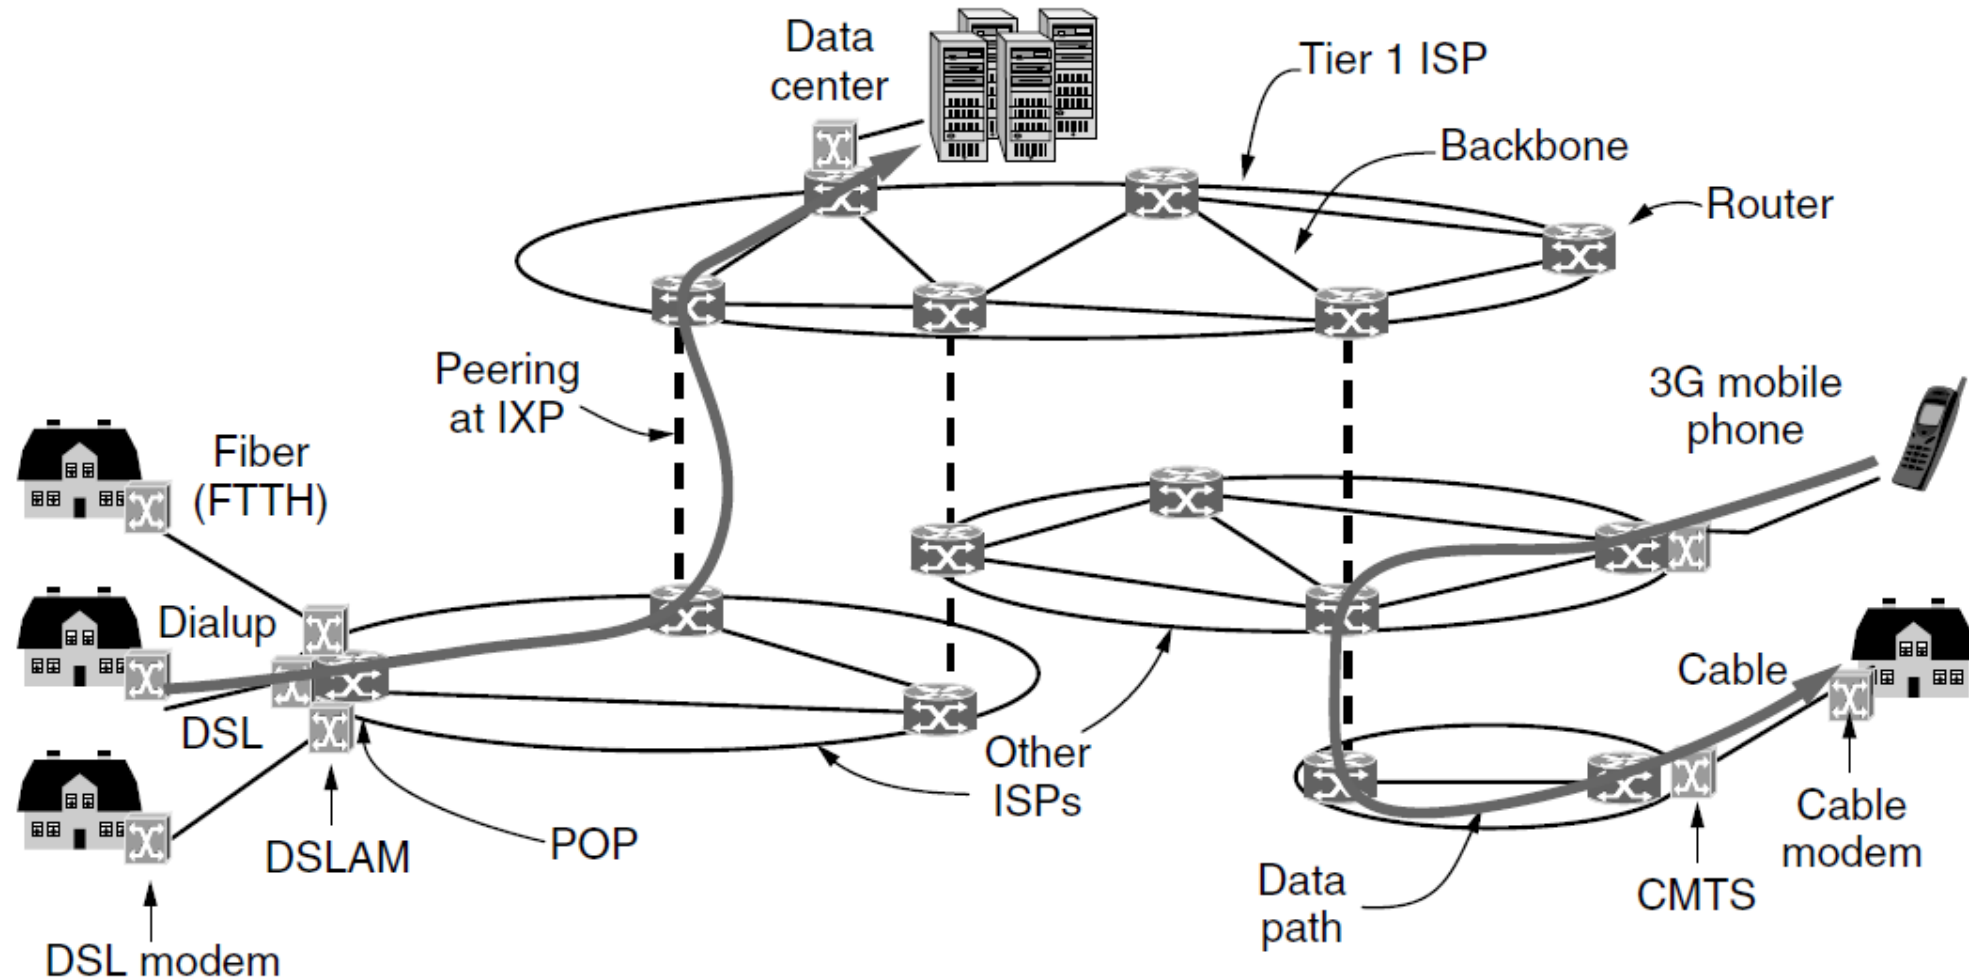 Data
center
Tier 1 ISP
Backbone
Router
Peering
at IXP
3G mobile
phone
Fiber
(FTTH)
Dialup
DSL
Cable
Other
ISPs
POP
DSLAM
DSL modem
Data
path
CMTS
Cable
modem